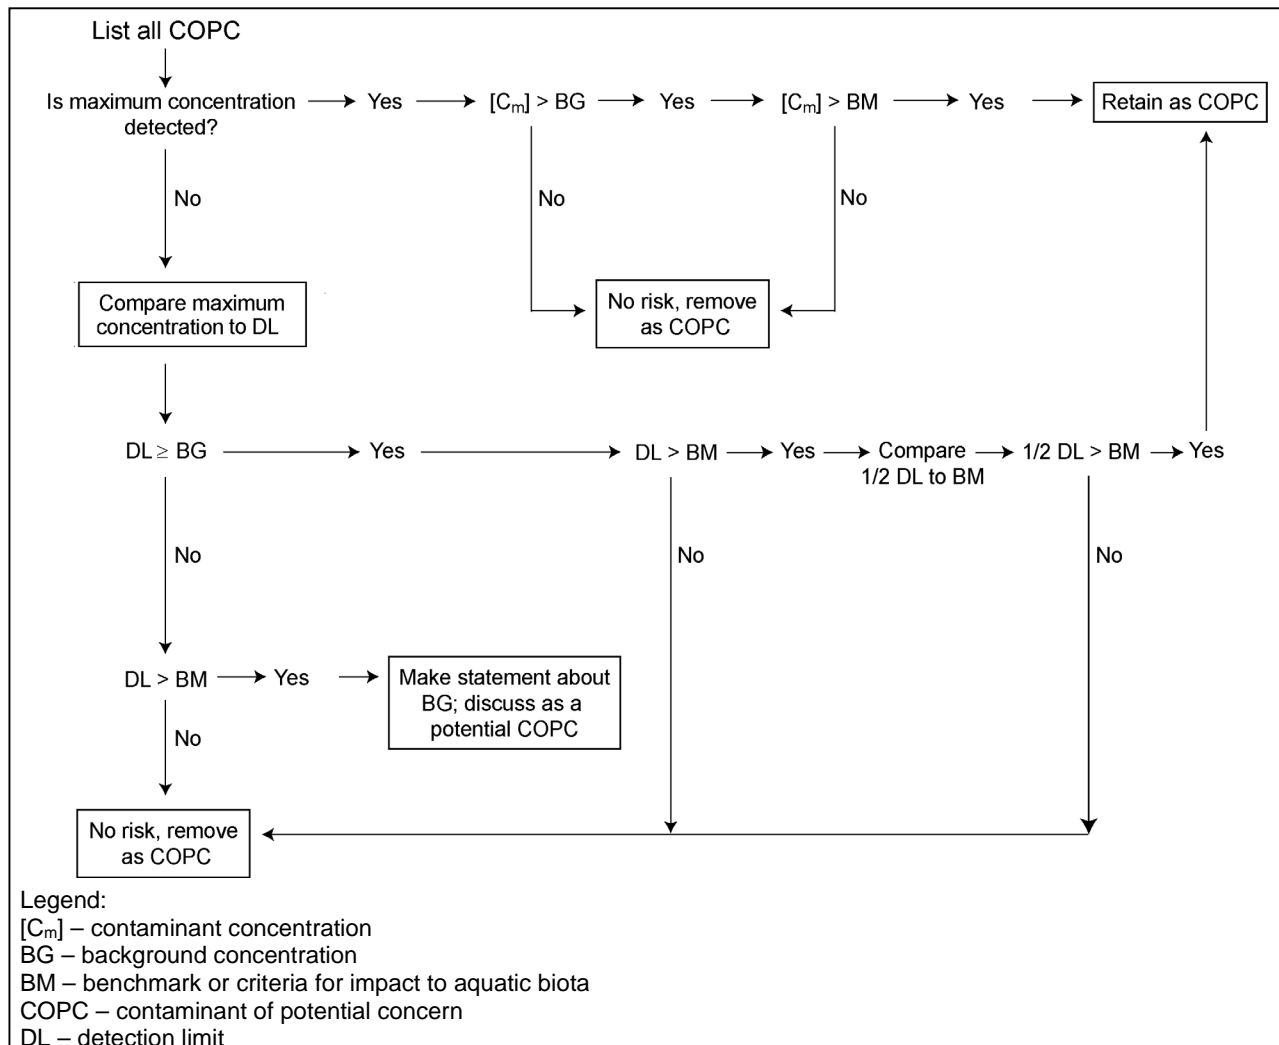 List all COPC
Is maximum concentration
detected?
Yes
[Cm] > BG
Yes
[Cm] > BM
Yes
Retain as COPC
No
No
No
Compare maximum
concentration to DL
No risk, remove
as COPC
DL ≥ BG
Yes
DL > BM
Yes
Compare
1/2 DL to BM
1/2 DL > BM
Yes
No
No
No
DL > BM
Yes
Make statement about
BG; discuss as a
potential COPC
No
No risk, remove
as COPC
Legend:
[Cm] – contaminant concentration
BG – background concentration
BM – benchmark or criteria for impact to aquatic biota
COPC – contaminant of potential concern
DL – detection limit